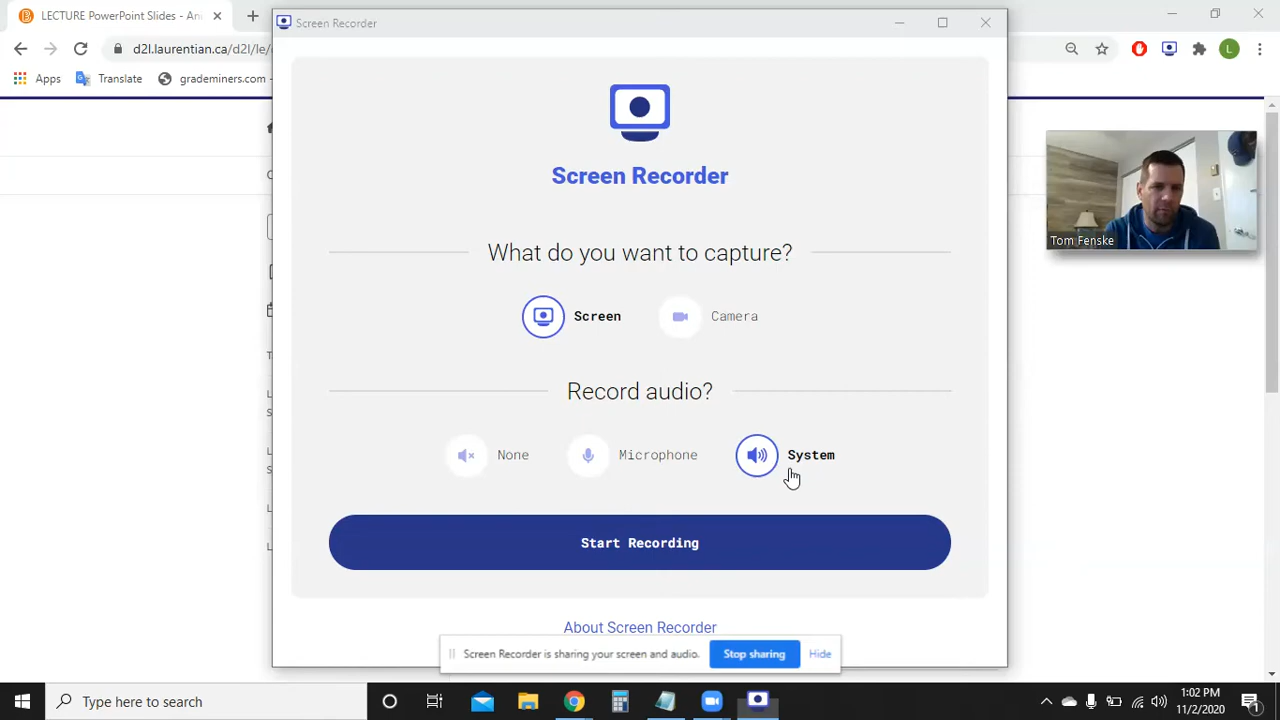 LECTURE PowerPoint Slides - An
Screen Recorder
d2l.laurentian.ca/d2l/le/
L
Apps
Translate
grademiners.com
Screen Recorder
Tom Fenske
What do you want to capture?
Screen
Camera
Record audio?
None
Microphone
System
Start Recording
About Screen Recorder
Screen Recorder is sharing your screen and audio.
Stop sharing
Hide
Type here to search
1:02 PM
11/2/2020
1